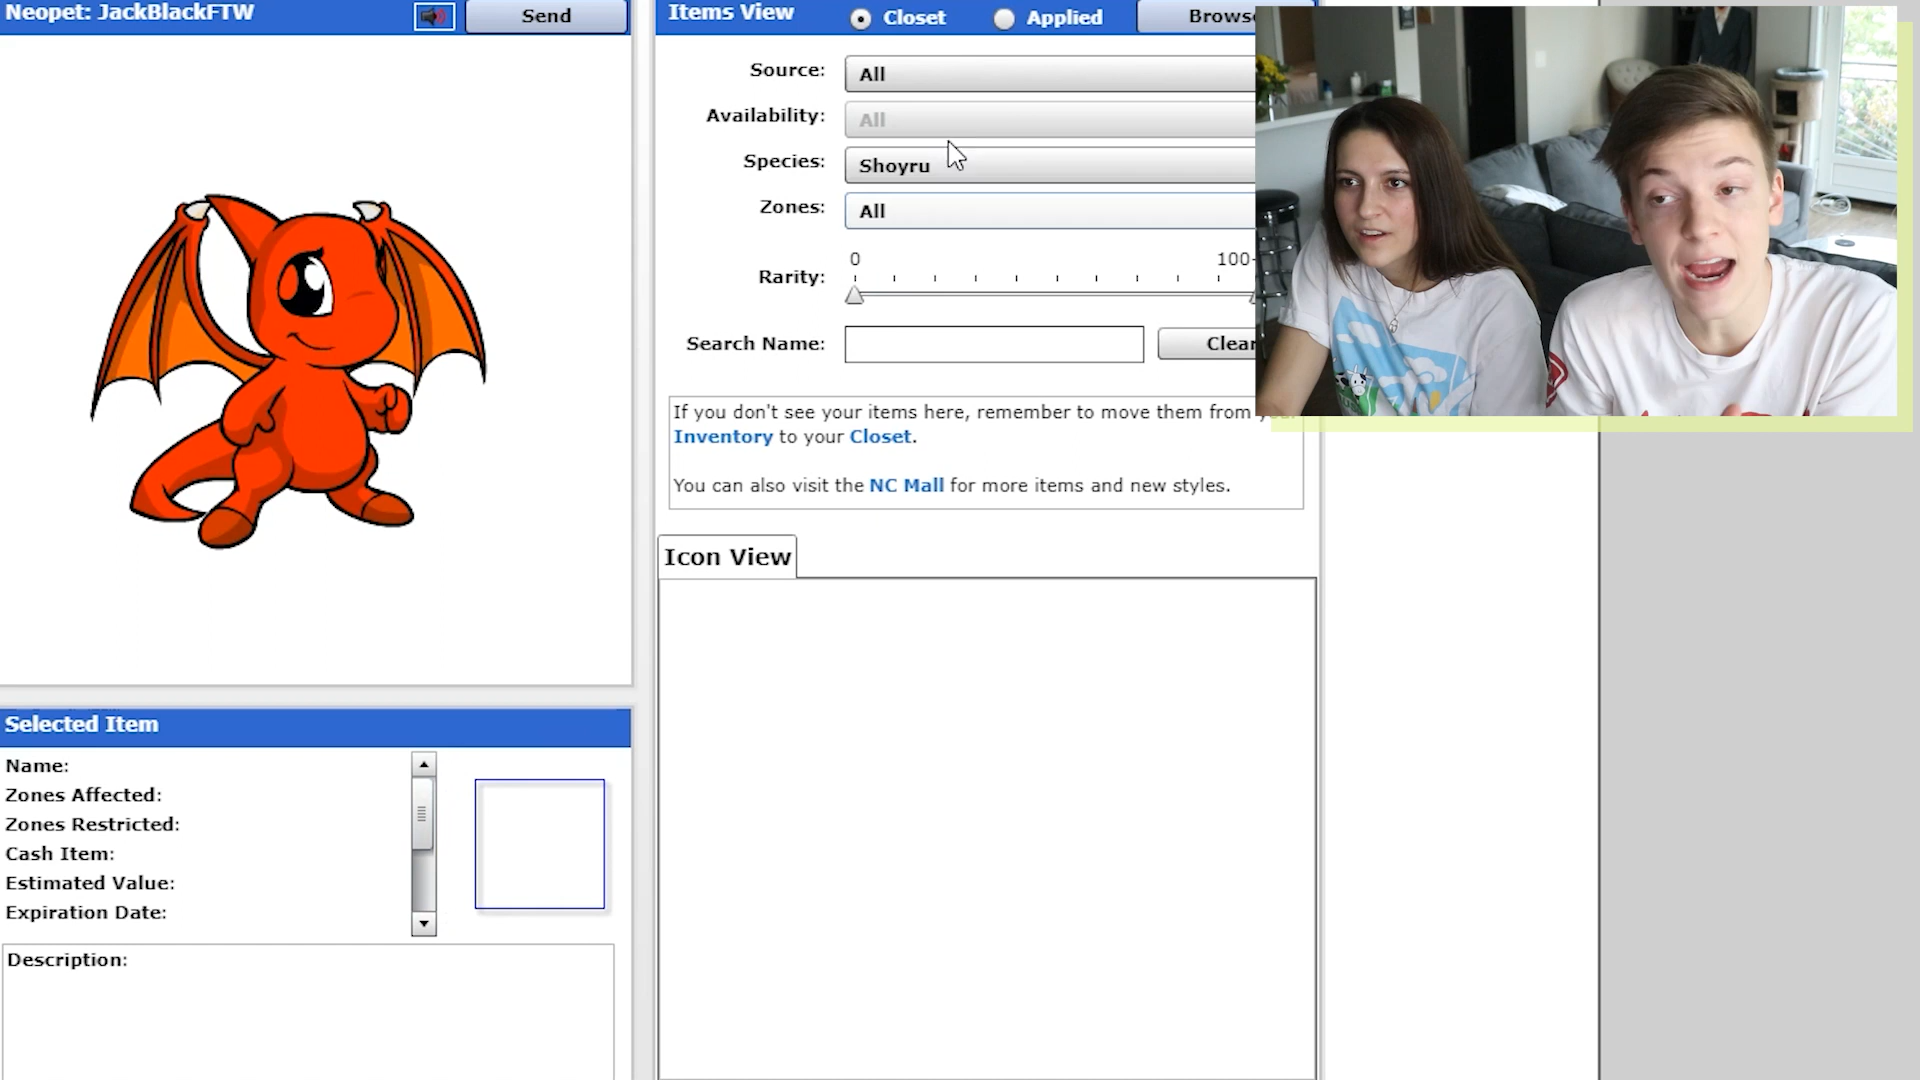 Neopet: JackBlackFTW
Send
Items View
Closet
Applied
Source:
All
Availability:
All
Species:
Shoyru
Zones:
All
0
100
Rarity:
Search Name:
Clear
If you don't see your items here, remember to move them from
Inventory to your Closet.
You can also visit the NC Mall for more items and new styles.
Icon View
Selected Item
Name:
Zones Affected:
Zones Restricted:
Cash Item:
Estimated Value:
Expiration Date:
Description: